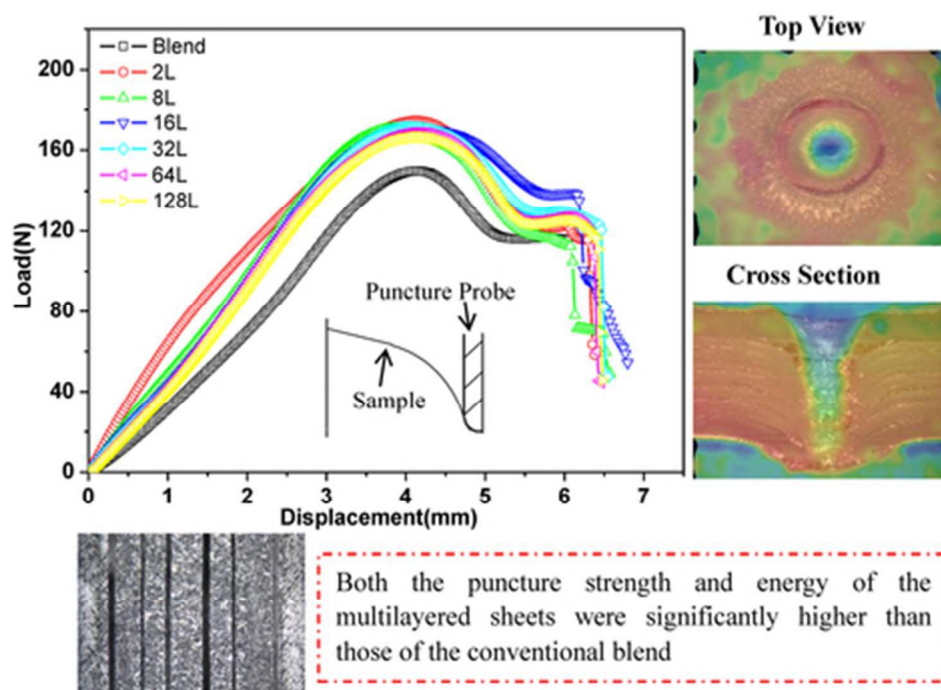 Top View
220
200
160
120
80
40
0
Load(N)
Blend
2L
8L
16L
32L
64L
128L
Puncture Probe
Sample
0 1 2 3 4 5 6 7
Displacement(mm)
Cross Section
Both the puncture strength and energy of the
multilayered sheets were significantly higher than
those of the conventional blend